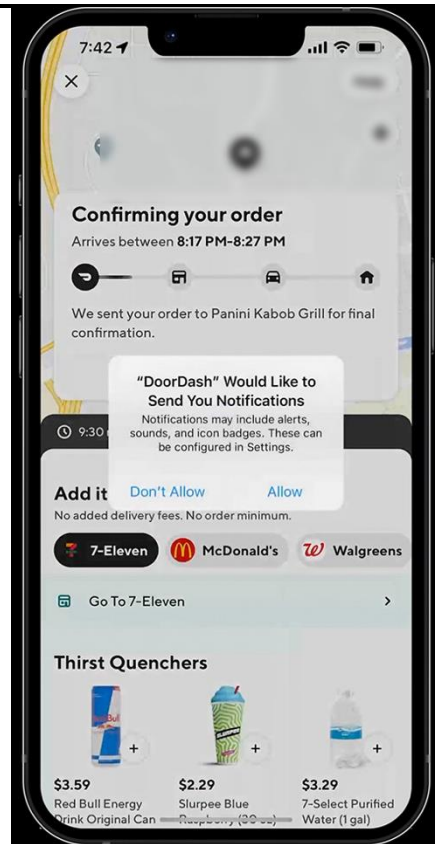 7:42
Confirming your order
Arrives between 8:17 PM-8:27 PM
We sent your order to Panini Kabob Grill for final
confirmation.
"DoorDash" Would Like to
Send You Notifications
Notifications may include alerts,
sounds, and icon badges. These can
be configured in Settings.
Don't Allow Allow
9:30
Add it
No added delivery fees. No order minimum.
7-Eleven McDonald's Walgreens
Go To 7-Eleven
Thirst Quenchers
$3.59 $2.29 $3.29
Red Bull Energy Slurpee Blue 7-Select Purified
Drink Original Can Raspberry (30 oz) Water (1 gal)